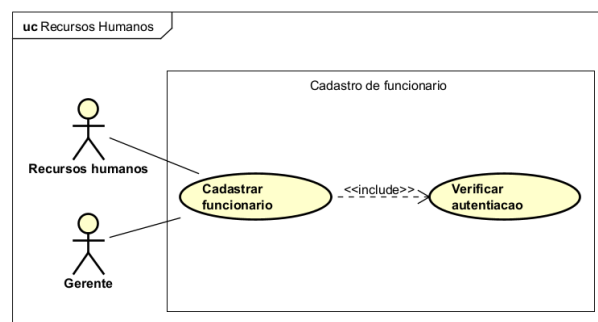 uc Recursos Humanos
Cadastro de funcionario
Recursos humanos
Cadastrar
funcionario
<<include>>
Verificar
autentiacao
Gerente